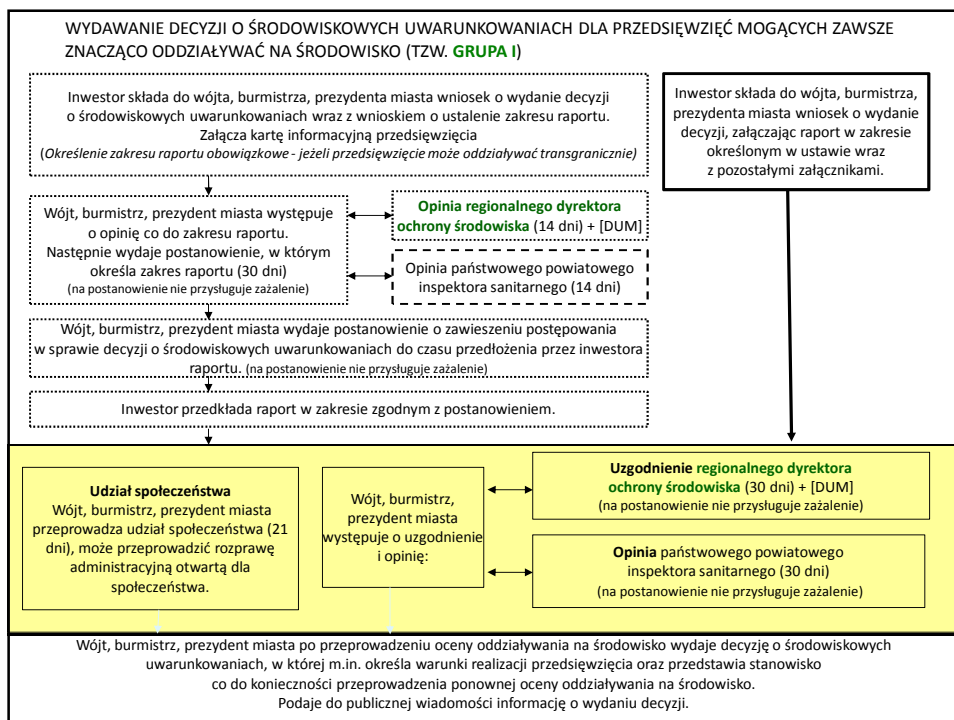 WYDAWANIE DECYZJI O ŚRODOWISKOWYCH UWARUNKOWANIACH DLA PRZEDSIĘWZIĘĆ MOGĄCYCH ZAWSZE
ZNACZĄCO ODDZIAŁYWAĆ NA ŚRODOWISKO (TZW. GRUPA I)
Inwestor składa do wójta, burmistrza, prezydenta miasta wniosek o wydanie decyzji
o środowiskowych uwarunkowaniach wraz z wnioskiem o ustalenie zakresu raportu.
Załącza kartę informacyjną przedsięwzięcia
(Określenie zakresu raportu obowiązkowe - jeżeli przedsięwzięcie może oddziaływać transgranicznie)
Inwestor składa do wójta, burmistrza,
prezydenta miasta wniosek o wydanie
decyzji, załączając raport w zakresie
określonym w ustawie wraz
z pozostałymi załącznikami.
Wójt, burmistrz, prezydent miasta występuje
o opinię co do zakresu raportu.
Następnie wydaje postanowienie, w którym
określa zakres raportu (30 dni)
(na postanowienie nie przysługuje zażalenie)
Opinia regionalnego dyrektora
ochrony środowiska (14 dni) + [DUM]
Opinia państwowego powiatowego
inspektora sanitarnego (14 dni)
Wójt, burmistrz, prezydent miasta wydaje postanowienie o zawieszeniu postępowania
w sprawie decyzji o środowiskowych uwarunkowaniach do czasu przedłożenia przez inwestora
raportu. (na postanowienie nie przysługuje zażalenie)
Inwestor przedkłada raport w zakresie zgodnym z postanowieniem.
Udział społeczeństwa
Wójt, burmistrz, prezydent miasta
przeprowadza udział społeczeństwa (21
dni), może przeprowadzić rozprawę
administracyjną otwartą dla
społeczeństwa.
Wójt, burmistrz,
prezydent miasta
występuje o uzgodnienie
i opinię:
Uzgodnienie regionalnego dyrektora
ochrony środowiska (30 dni) + [DUM]
(na postanowienie nie przysługuje zażalenie)
Opinia państwowego powiatowego
inspektora sanitarnego (30 dni)
(na postanowienie nie przysługuje zażalenie)
Wójt, burmistrz, prezydent miasta po przeprowadzeniu oceny oddziaływania na środowisko wydaje decyzję o środowiskowych
uwarunkowaniach, w której m.in. określa warunki realizacji przedsięwzięcia oraz przedstawia stanowisko
co do konieczności przeprowadzenia ponownej oceny oddziaływania na środowisko.
Podaje do publicznej wiadomości informację o wydaniu decyzji.